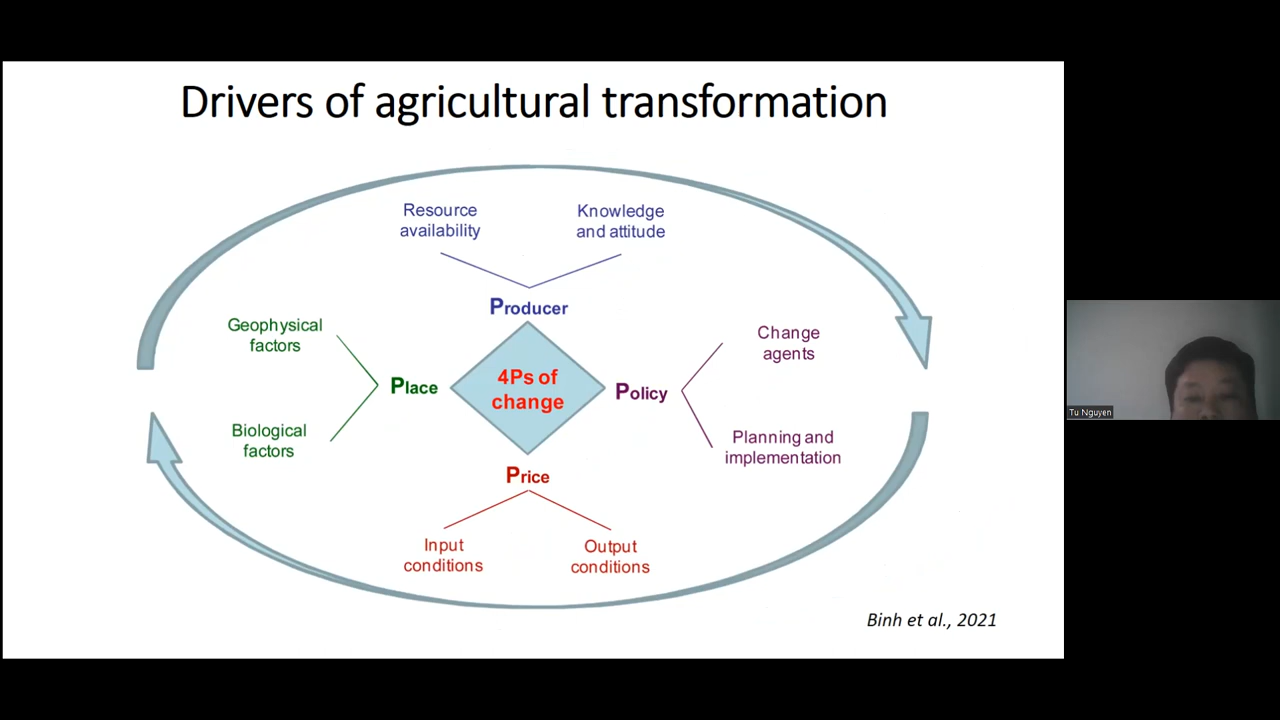 Drivers of agricultural transformation
Resource
availability
Knowledge
and attitude
Producer
Geophysical
factors
Biological
factors
Place
4Ps of
change
Policy
Change
agents
Planning and
implementation
Price
Input
conditions
Output
conditions
Binh et al., 2021
Tu Nguyen